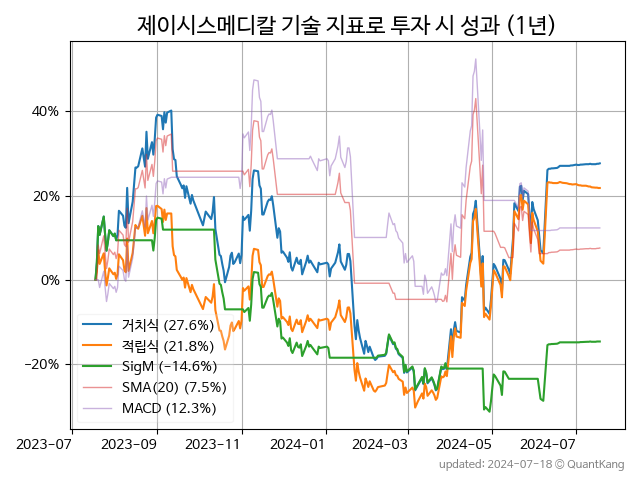 제이시스메디칼 기술 지표로 투자 시 성과 (1년)
40%
20%
0%
−20%
거치식 (27.6%)
적립식 (21.8%)
SigM (−14.6%)
SMA(20) (7.5%)
MACD (12.3%)
2023-07 2023-09 2023-11 2024-01 2024-03 2024-05 2024-07
updated: 2024-07-18 © QuantKang